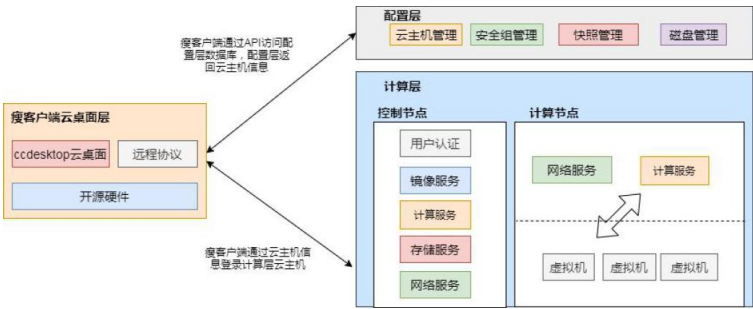 配置层
云主机管理
安全组管理
快照管理
磁盘管理
瘦客户端通过API访问配
置层数据库，配置层返
回云主机信息
瘦客户端云桌面层
ccdesktop云桌面
远程协议
开源硬件
瘦客户端通过云主机信
息登录计算层云主机
计算层
控制节点
用户认证
镜像服务
计算服务
存储服务
网络服务
计算节点
网络服务
计算服务
虚拟机
虚拟机
虚拟机